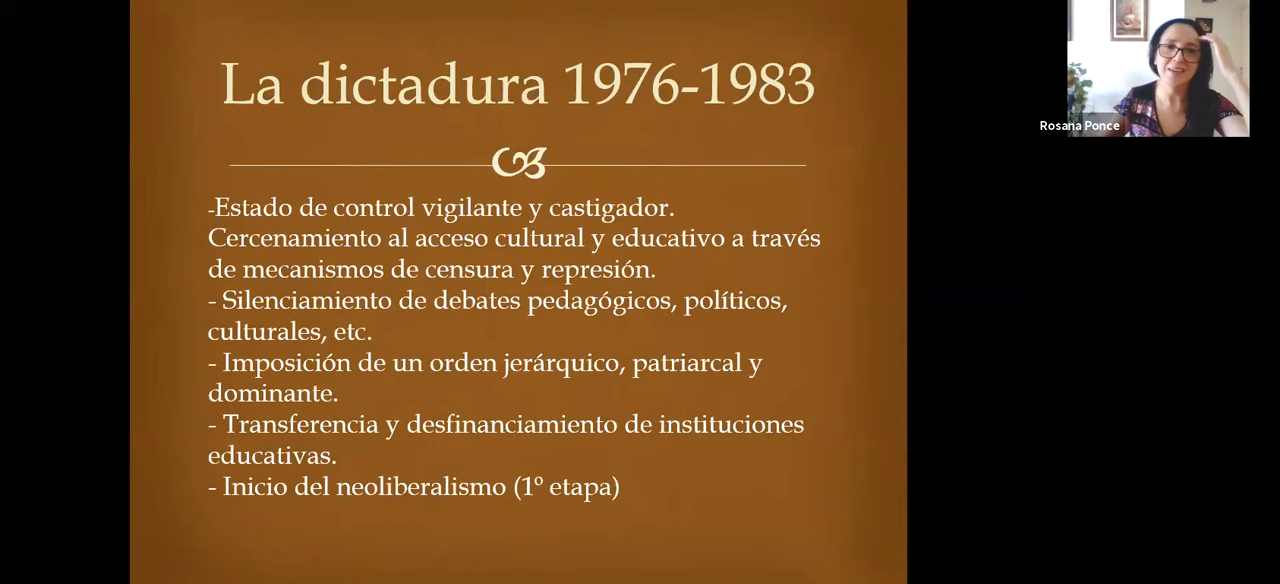 La dictadura 1976-1983
-Estado de control vigilante y castigador.
Cercenamiento al acceso cultural y educativo a través
de mecanismos de censura y represión.
- Silenciamiento de debates pedagógicos, políticos,
culturales, etc.
- Imposición de un orden jerárquico, patriarcal y
dominante.
- Transferencia y desfinanciamiento de instituciones
educativas.
- Inicio del neoliberalismo (1º etapa)
Rosana Ponce